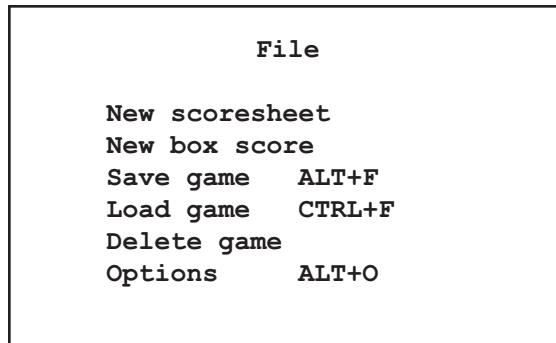 File
New scoresheet
New box score
Save game ALT+F
Load game CTRL+F
Delete game
Options ALT+O